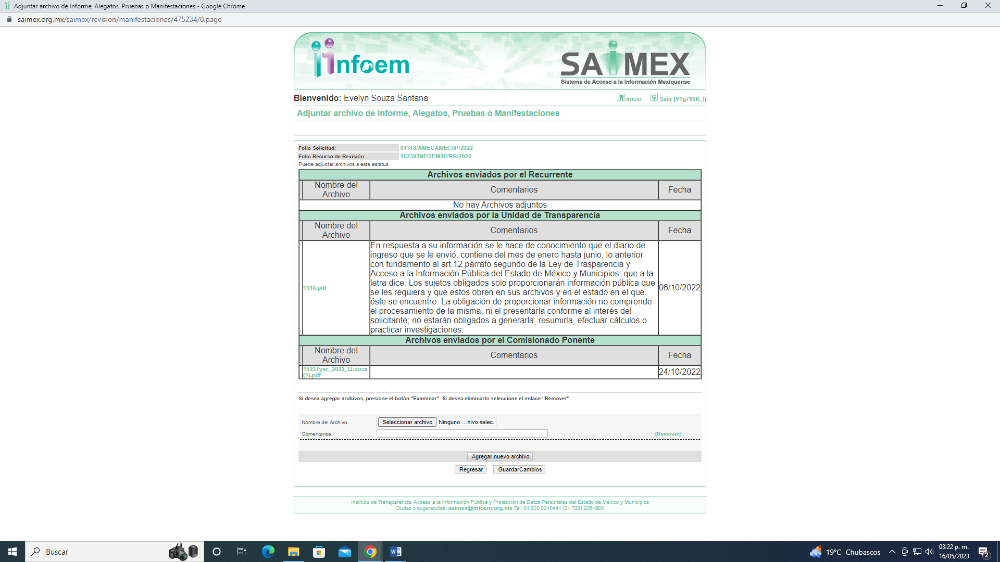 Adjuntar archivo de Informe, Alegatos, Pruebas o Manifestaciones - Google Chrome
saimex.org.mx/saimex/revision/manifestaciones/475234/0.page
infoem
SAIMEX
Sistema de Acceso a la Información Mexiquense
Bienvenido: Evelyn Souza Santana
Inicio Salir [V1g789K_I]
Adjuntar archivo de Informe, Alegatos, Pruebas o Manifestaciones
Folio Solicitud: 01318/AMECAMEC/IP/2022
Folio Recurso de Revisión: 15239/INFOEM/IP/RR/2022
Puede adjuntar archivos a este estatus
Archivos enviados por el Recurrente
Nombre del Archivo Comentarios Fecha
No hay Archivos adjuntos
Archivos enviados por la Unidad de Transparencia
Nombre del Archivo Comentarios Fecha
1318.pdf
En respuesta a su información se le hace de conocimiento que el diario de
ingreso que se le envió, contiene del mes de enero hasta junio, lo anterior
con fundamento al art.12 párrafo segundo de la Ley de Trasparencia y
Acceso a la Información Pública del Estado de México y Municipios, que a la
letra dice: Los sujetos obligados solo proporcionarán información pública que
se les requiera y que estos obren en sus archivos y en el estado en el que
éste se encuentre. La obligación de proporcionar información no comprende
el procesamiento de la misma, ni el presentarla conforme al interés del
solicitante; no estarán obligados a generarla, resumirla, efectuar cálculos o
practicar investigaciones.
06/10/2022
Archivos enviados por el Comisionado Ponente
Nombre del Archivo Comentarios Fecha
15237yac_2022_IJ.docx
(1).pdf
24/10/2022
Si desea agregar archivos, presione el botón "Examinar". Si desea eliminarlo seleccione el enlace "Remover".
Nombre del Archivo Seleccionar archivo Ninguno ...hivo selec.
Comentarios [Remover]
Agregar nuevo archivo
Regresar GuardarCambios
Instituto de Transparencia, Acceso a la Información Pública y Protección de Datos Personales del Estado de México y Municipios
Dudas o sugerencias: saimex@infoem.org.mx Tel. 01 800 8210441 (01 722) 2261980
Buscar
19°C Chubascos
03:22 p. m.
16/05/2023
2